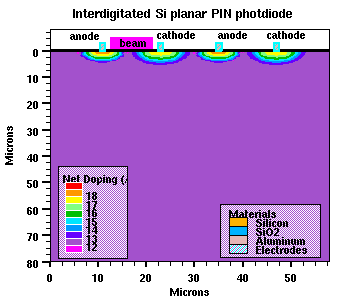 Interdigitated Si planar PIN photdiode
anode
beam
cathode
anode
cathode
0
10
20
30
40
50
60
70
80
Microns
Net Doping (
18
17
16
15
14
13
12
Materials
Silicon
SiO2
Aluminum
Electrodes
0
10
20
30
40
50
Microns